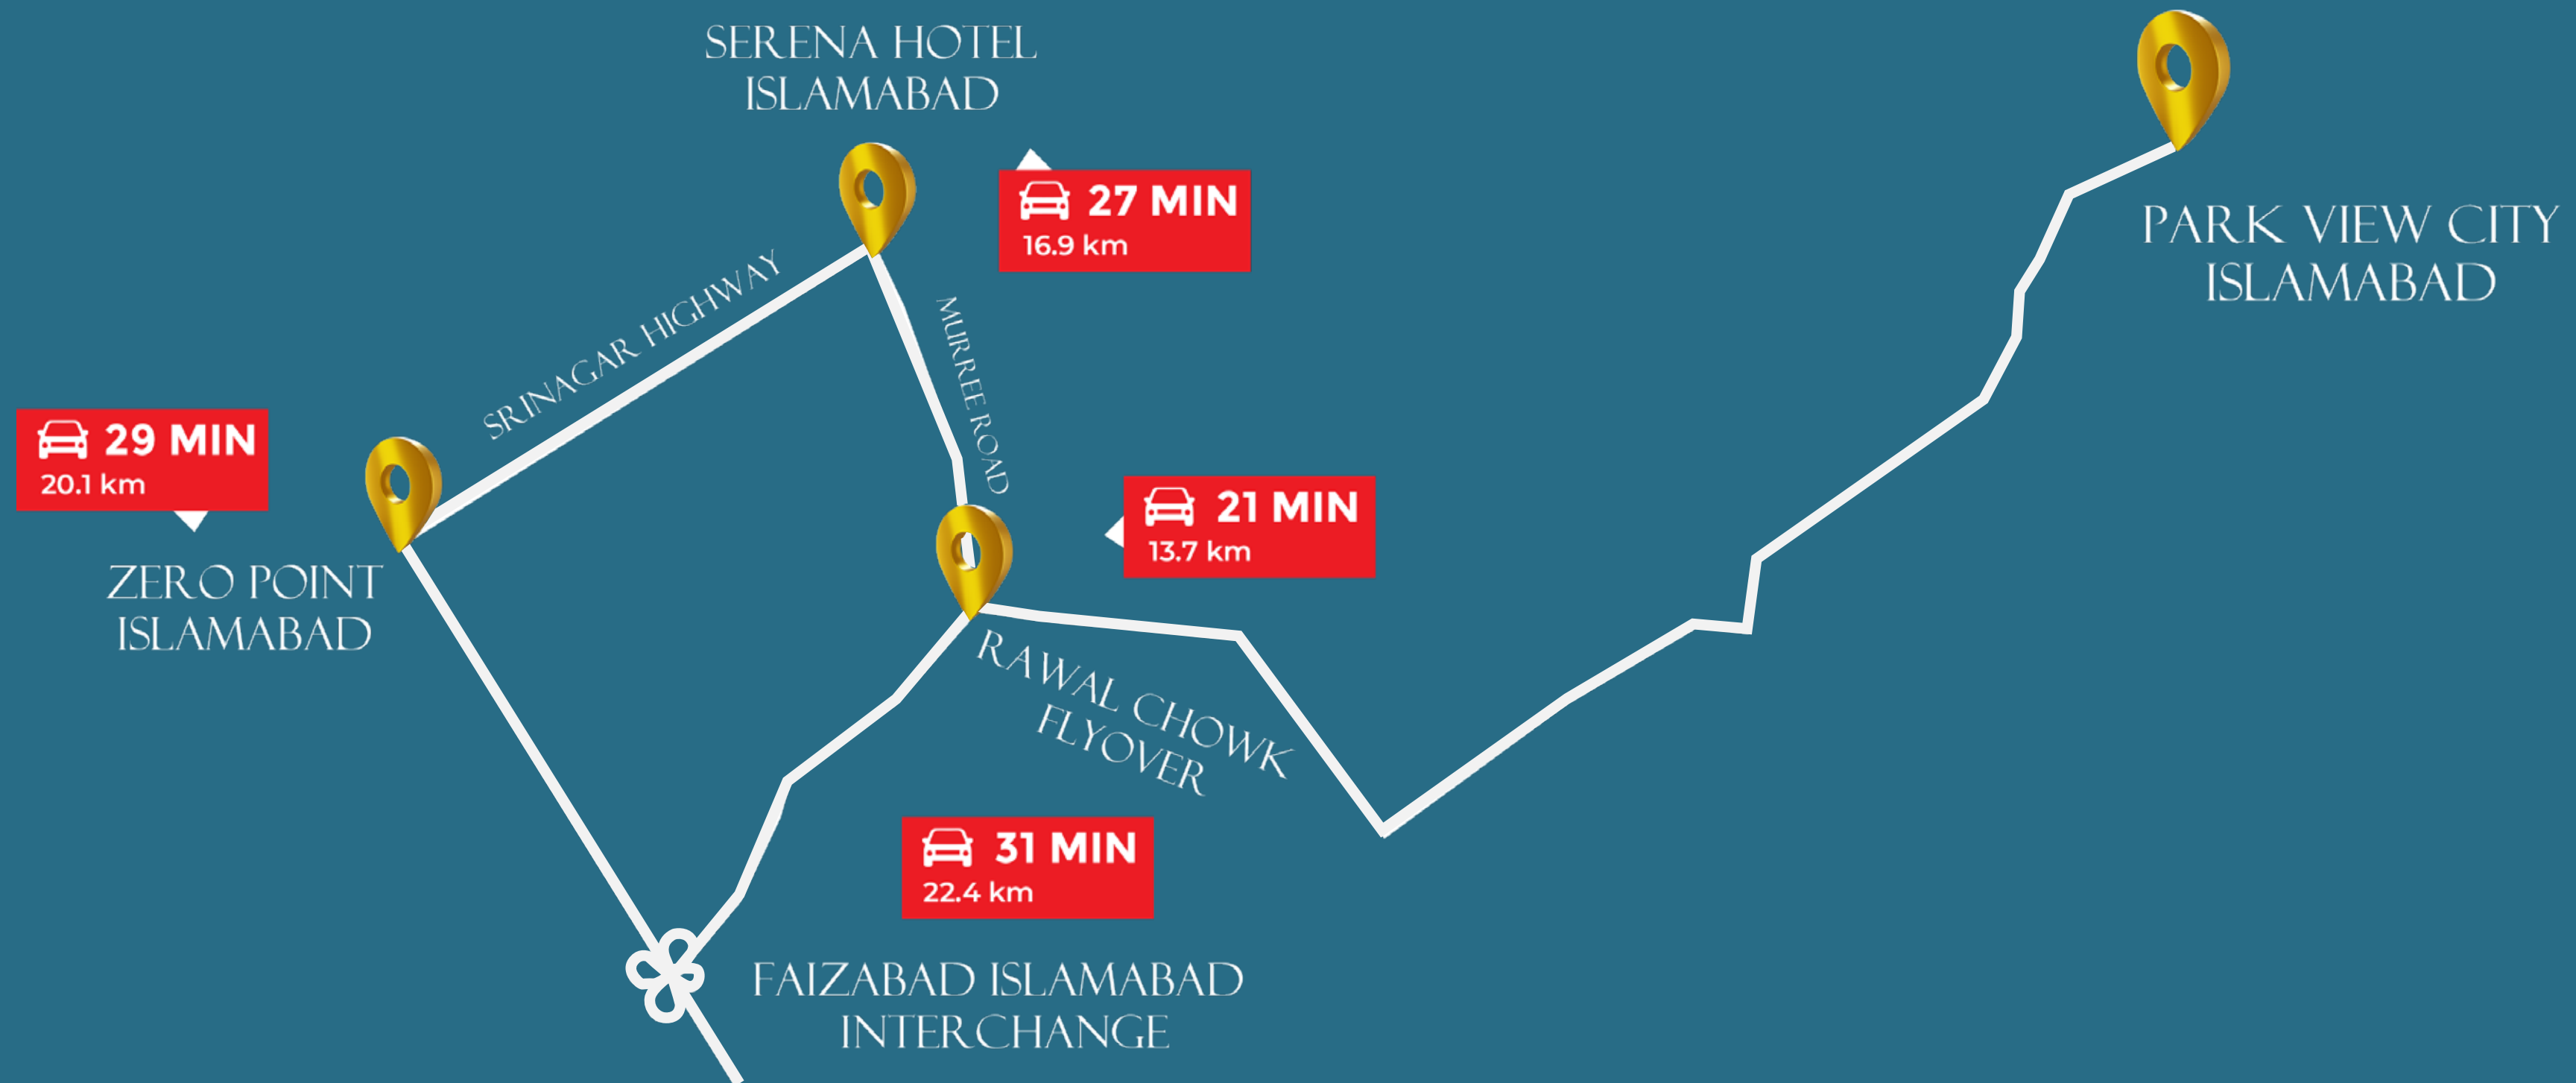 SERENA HOTEL
ISLAMABAD
27 MIN
16.9 km
PARK VIEW CITY
ISLAMABAD
SRINAGAR HIGHWAY
MURREE ROAD
29 MIN
20.1 km
ZERO POINT
ISLAMABAD
21 MIN
13.7 km
RAWAL CHOWK
FLYOVER
31 MIN
22.4 km
FAIZABAD ISLAMABAD
INTERCHANGE